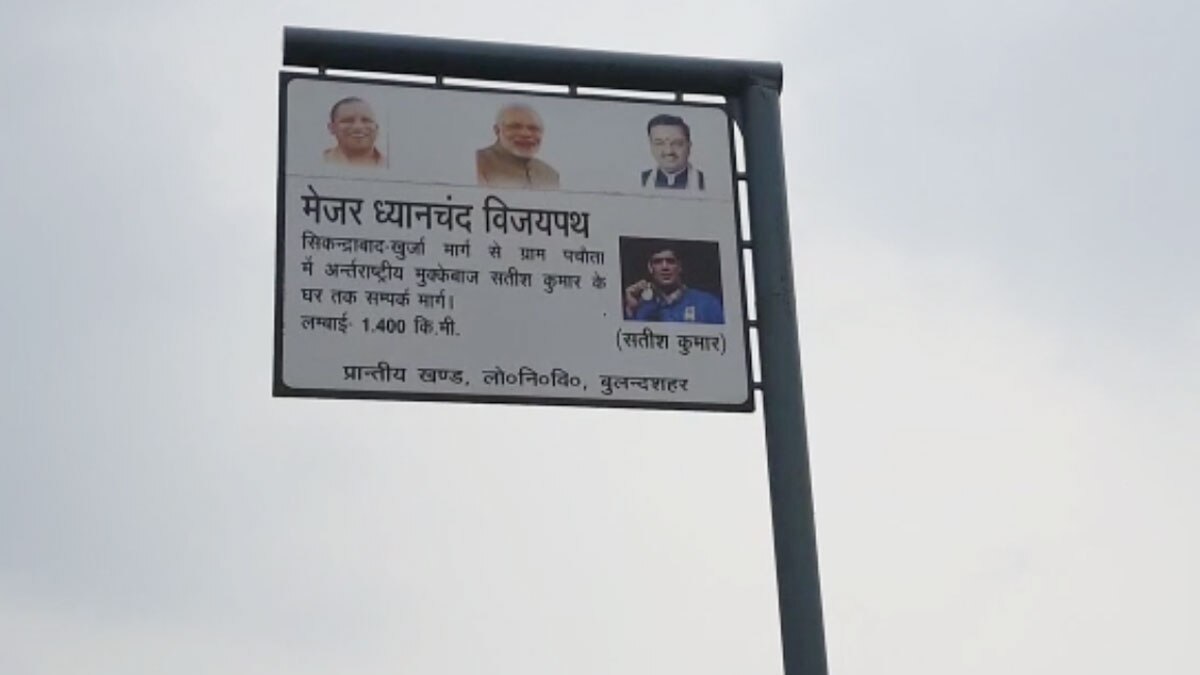 मेजर ध्यानचंद विजयपथ
सिकन्द्राबाद-खुर्जा मार्ग से ग्राम पचौता
में अर्न्तराष्ट्रीय मुक्केबाज सतीश कुमार के
घर तक सम्पर्क मार्ग।
लम्बाई- 1.400 कि.मी.
(सतीश कुमार)
प्रान्तीय खण्ड, लो०नि०वि०, बुलन्दशहर